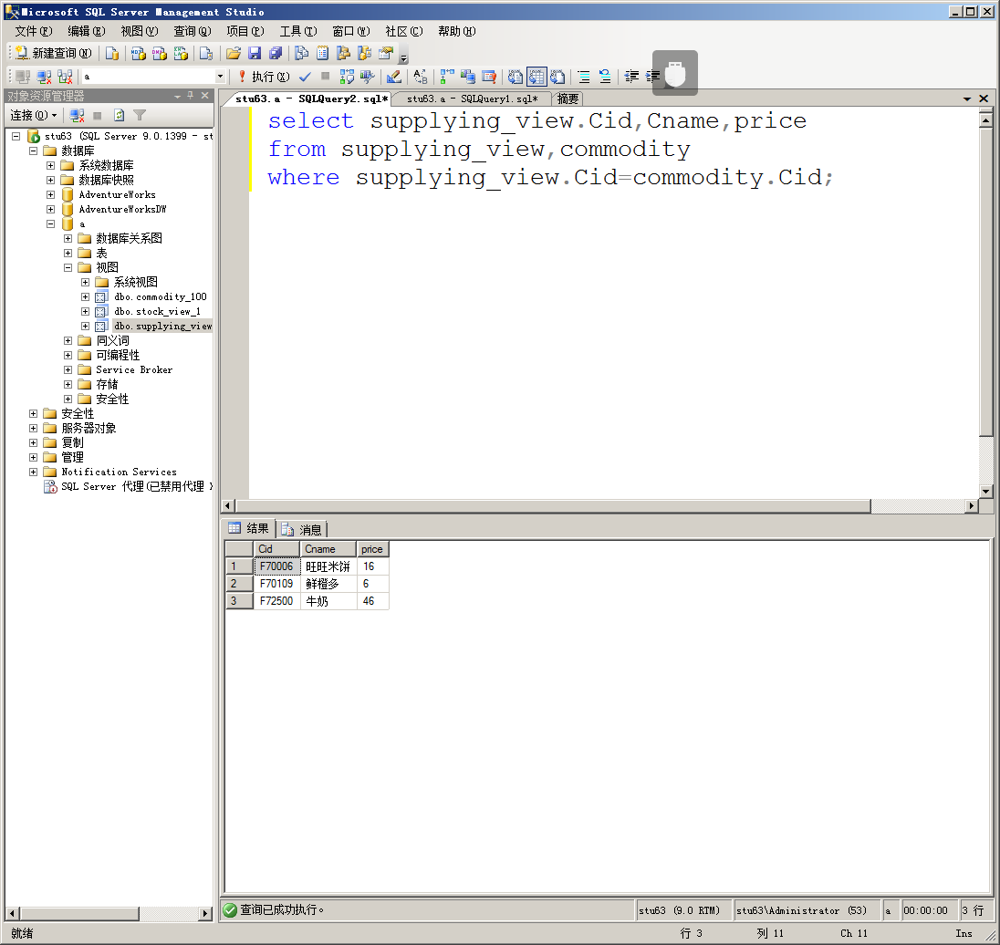 Microsoft SQL Server Management Studio
文件(F) 编辑(E) 视图(V) 查询(Q) 项目(P) 工具(T) 窗口(W) 社区(C) 帮助(H)
新建查询(N)
a
执行(X)
对象资源管理器
连接(O)
stu63 (SQL Server 9.0.1399 - st
数据库
系统数据库
数据库快照
AdventureWorks
AdventureWorksDW
a
数据库关系图
表
视图
系统视图
dbo.commodity_100
dbo.stock_view_1
dbo.supplying_view
同义词
可编程性
Service Broker
存储
安全性
安全性
服务器对象
复制
管理
Notification Services
SQL Server 代理(已禁用代理 X
stu63.a - SQLQuery2.sql* stu63.a - SQLQuery1.sql* 摘要
select supplying_view.Cid,Cname,price
from supplying_view,commodity
where supplying_view.Cid=commodity.Cid;
结果 消息
Cid Cname price
1 F70006 旺旺米饼 16
2 F70109 鲜橙多 6
3 F72500 牛奶 46
查询已成功执行。 stu63 (9.0 RTM) stu63\Administrator (53) a 00:00:00 3 行
就绪 行 3 列 11 Ch 11 Ins